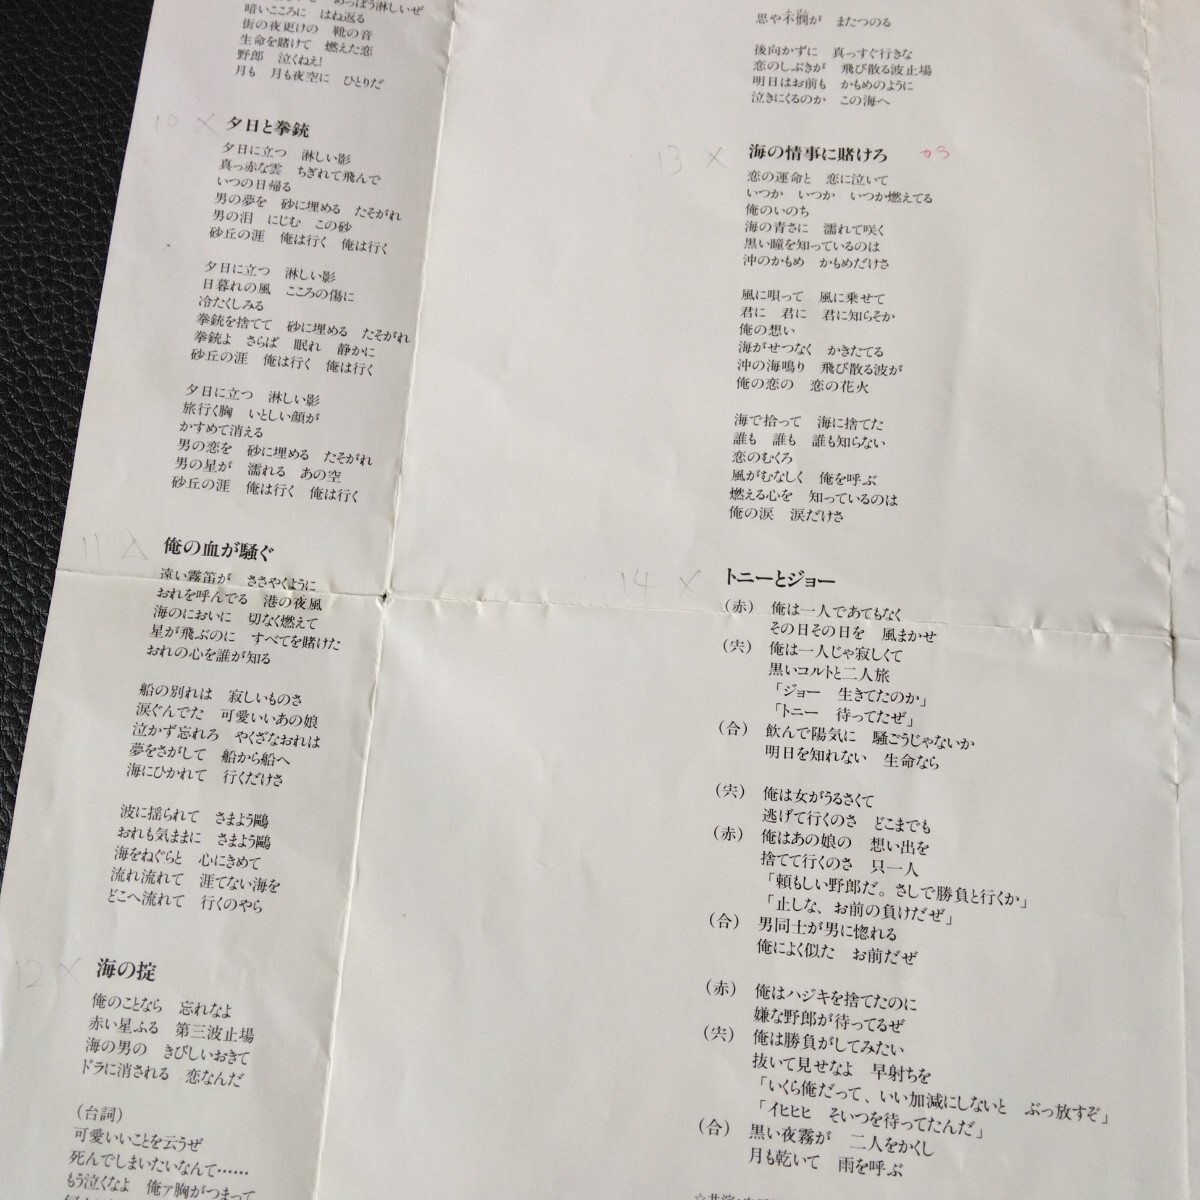 めっぽう淋しいぜ
暗いこころに　はね返る
街の夜更けの　靴の音
生命を賭けて　燃えた恋
野郎　泣くねえ!
月も　月も夜空に　ひとりだ
10 ×
夕日と拳銃
夕日に立つ　淋しい影
真っ赤な雲　ちぎれて飛んで
いつの日帰る
男の夢を　砂に埋める　たそがれ
男の泪　にじむ　この砂
砂丘の涯　俺は行く　俺は行く
夕日に立つ　淋しい影
日暮れの風　こころの傷に
冷たくしみる
拳銃を捨てて　砂に埋める　たそがれ
拳銃よ　さらば　眠れ　静かに
砂丘の涯　俺は行く　俺は行く
夕日に立つ　淋しい影
旅行く胸　いとしい顔が
かすめて消える
男の恋を　砂に埋める　たそがれ
男の星が　濡れる　あの空
砂丘の涯　俺は行く　俺は行く
11 △
俺の血が騒ぐ
遠い霧笛が　ささやくように
おれを呼んでる　港の夜風
海のにおいに　切なく燃えて
星が飛ぶのに　すべてを賭けた
おれの心を誰が知る
船の別れは　寂しいものさ
涙ぐんでた　可愛いいあの娘
泣かず忘れろ　やくざなおれは
夢をさがして　船から船へ
海にひかれて　行くだけさ
波に揺られて　さまよう鷗
おれも気ままに　さまよう鷗
海をねぐらと　心にきめて
流れ流れて　涯てない海を
どこへ流れて　行くのやら
12 ×
海の掟
俺のことなら　忘れなよ
赤い星ふる　第三波止場
海の男の　きびしいおきて
ドラに消される　恋なんだ
（台詞）
可愛いいことを云うぜ
死んでしまいたいなんて……
もう泣くなよ　俺ァ胸がつまって
思や不憫が　またつのる
後向かずに　真っすぐ行きな
恋のしぶきが　飛び散る波止場
明日はお前も　かもめのように
泣きにくるのか　この海へ
13 ×
海の情事に賭けろ
カラ
恋の運命と　恋に泣いて
いつか　いつか　いつか燃えてる
俺のいのち
海の青さに　濡れて咲く
黒い瞳を知っているのは
沖のかもめ　かもめだけさ
風に唄って　風に乗せて
君に　君に　君に知らそか
俺の想い
海がせつなく　かきたてる
沖の海鳴り　飛び散る波が
俺の恋の　恋の花火
海で拾って　海に捨てた
誰も　誰も　誰も知らない
恋のむくろ
風がむなしく　俺を呼ぶ
燃える心を　知っているのは
俺の涙　涙だけさ
14 ×
トニーとジョー
（赤）　俺は一人であてもなく
その日その日を　風まかせ
（宍）　俺は一人じゃ寂しくて
黒いコルトと二人旅
「ジョー　生きてたのか」
「トニー　待ってたぜ」
（合）　飲んで陽気に　騒ごうじゃないか
明日を知れない　生命なら
（宍）　俺は女がうるさくて
逃げて行くのさ　どこまでも
（赤）　俺はあの娘の　想い出を
捨てて行くのさ　只一人
「頼もしい野郎だ。さしで勝負と行くか」
「止しな、お前の負けだぜ」
（合）　男同士が男に惚れる
俺によく似た　お前だぜ
（赤）　俺はハジキを捨てたのに
嫌な野郎が待ってるぜ
（宍）　俺は勝負がしてみたい
抜いて見せなよ　早射ちを
「いくら俺だって、いい加減にしないと　ぶっ放すぞ」
「イヒヒヒ　そいつを待ってたんだ」
（合）　黒い夜霧が　二人をかくし
月も乾いて　雨を呼ぶ